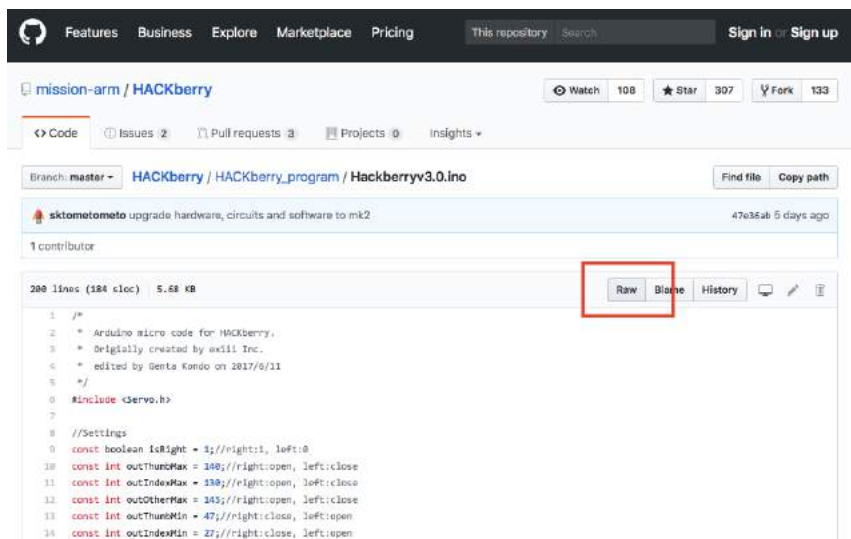 Features Business Explore Marketplace Pricing This repository Search Sign in or Sign up
mission-arm / HACKberry Watch 108 Star 307 Fork 133
Code Issues 2 Pull requests 3 Projects 0 Insights
Branch: master HACKberry / HACKberry_program / Hackberryv3.0.ino Find file Copy path
sktometometo upgrade hardware, circuits and software to mk2 47e36ab 5 days ago
1 contributor
200 lines (184 sloc) 5.68 KB Raw Blame History
1 /*
2 * Arduino micro code for HACKberry.
3 * Origially created by exiii Inc.
4 * edited by Genta Kondo on 2017/6/11
5 */
6 #include <Servo.h>
7
8 //Settings
9 const boolean isRight = 1;//right:1, left:0
10 const int outThumbMax = 140;//right:open, left:close
11 const int outIndexMax = 130;//right:open, left:close
12 const int outOtherMax = 145;//right:open, left:close
13 const int outThumbMin = 47;//right:close, left:open
14 const int outIndexMin = 27;//right:close, left:open